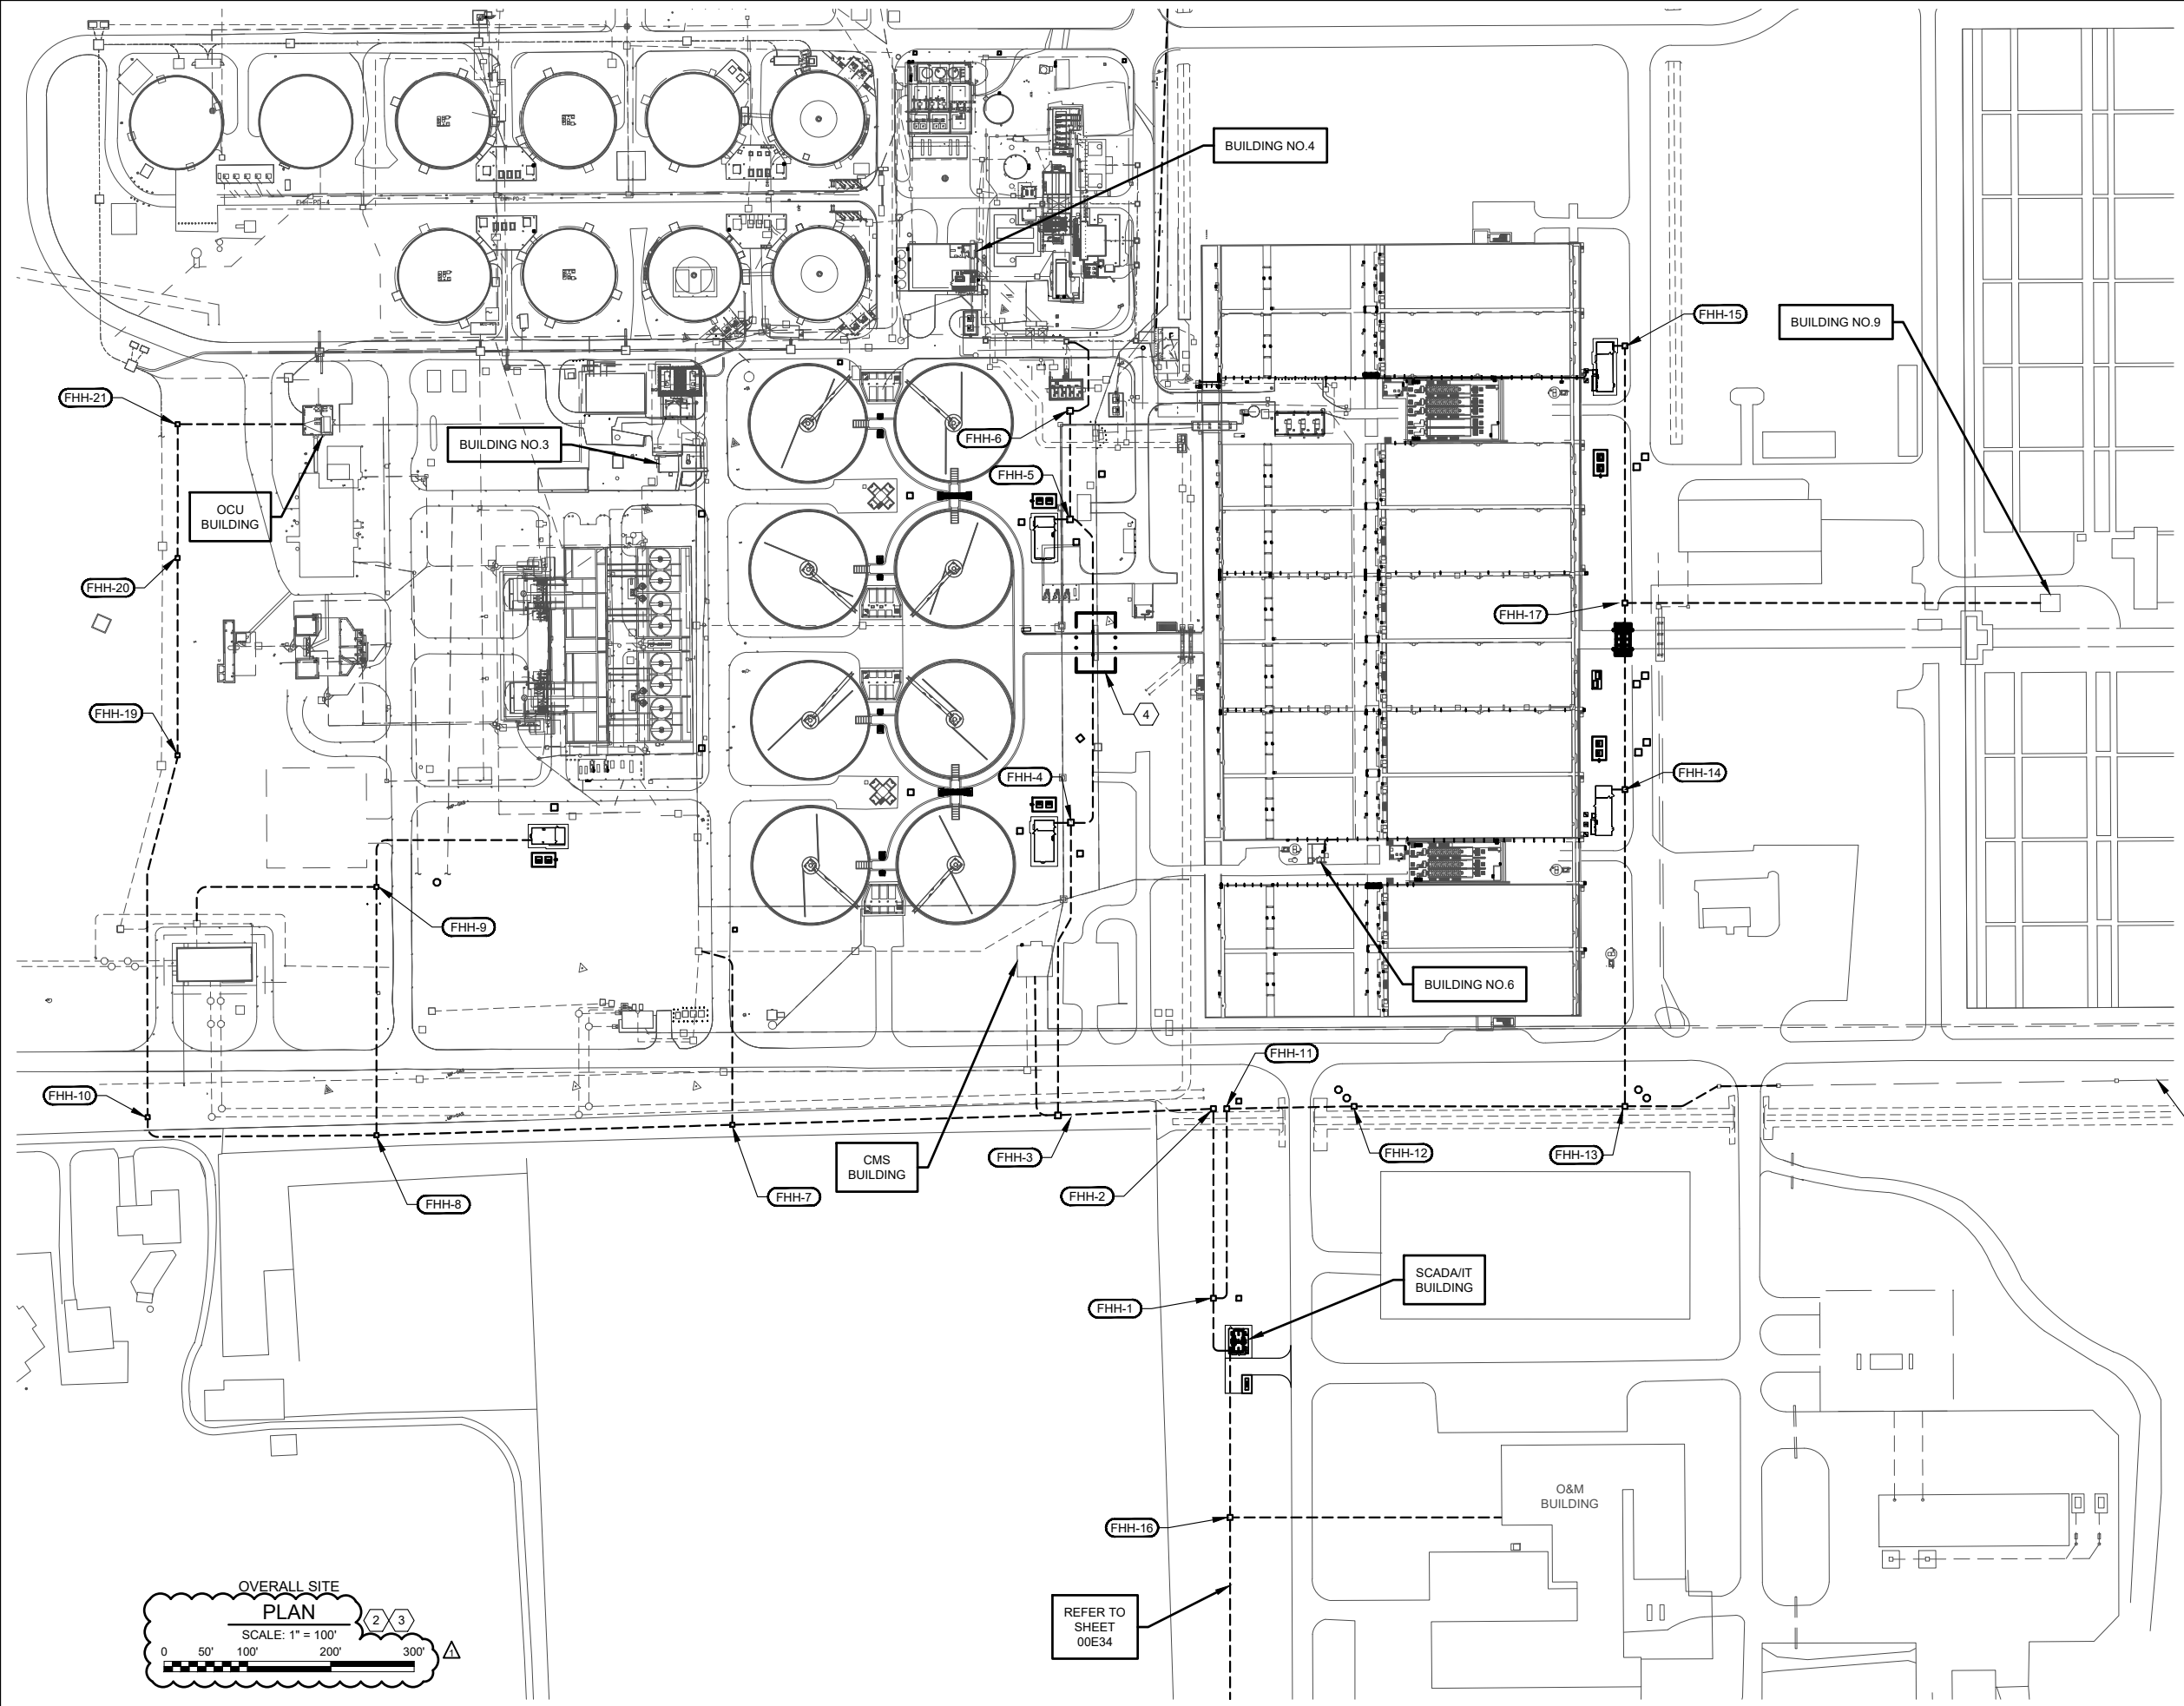 BUILDING NO.4
FHH-15
BUILDING NO.9
FHH-21
BUILDING NO.3
FHH-6
FHH-5
OCU
BUILDING
FHH-20
FHH-17
FHH-19
4
FHH-4
FHH-14
FHH-9
BUILDING NO.6
FHH-11
FHH-10
CMS
BUILDING
FHH-3
FHH-12
FHH-13
FHH-8
FHH-7
FHH-2
SCADA/IT
BUILDING
FHH-1
O&M
BUILDING
FHH-16
REFER TO
SHEET
00E34
OVERALL SITE
PLAN
2 3
SCALE: 1" = 100'
0 50' 100' 200' 300'
1